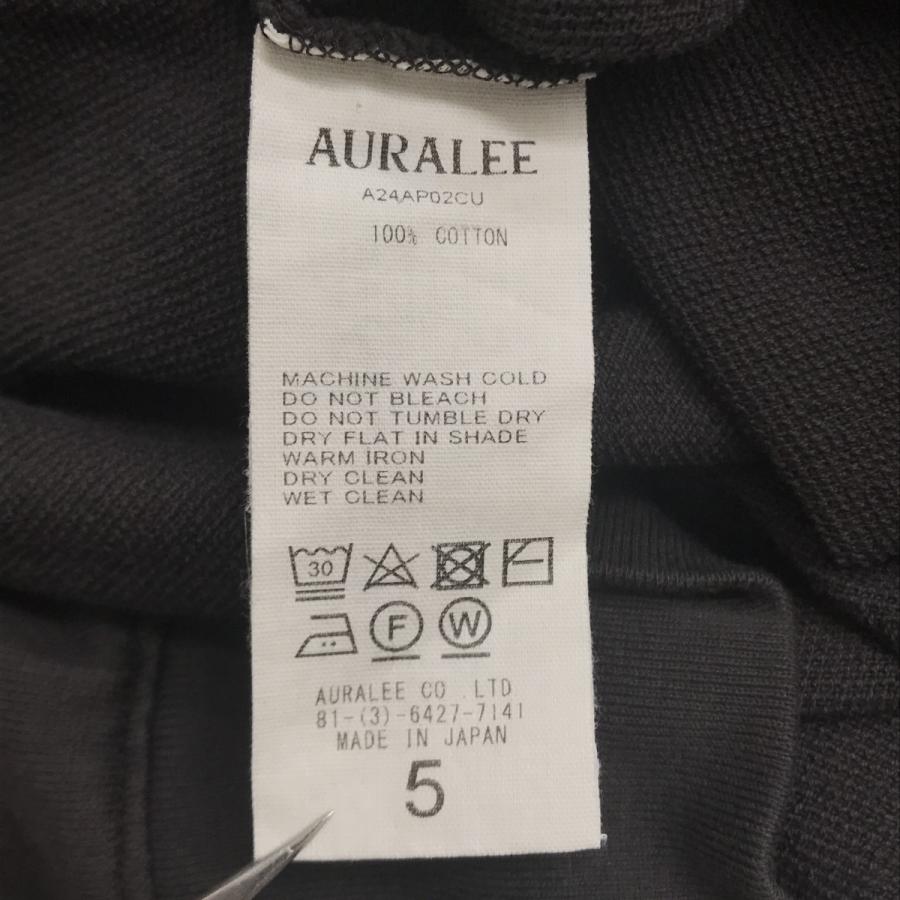 AURALEE
A24AP02CU
100% COTTON
MACHINE WASH COLD
DO NOT BLEACH
DO NOT TUMBLE DRY
DRY FLAT IN SHADE
WARM IRON
DRY CLEAN
WET CLEAN
30
F W
AURALEE CO .LTD
81-(3)-6427-7141
MADE IN JAPAN
5